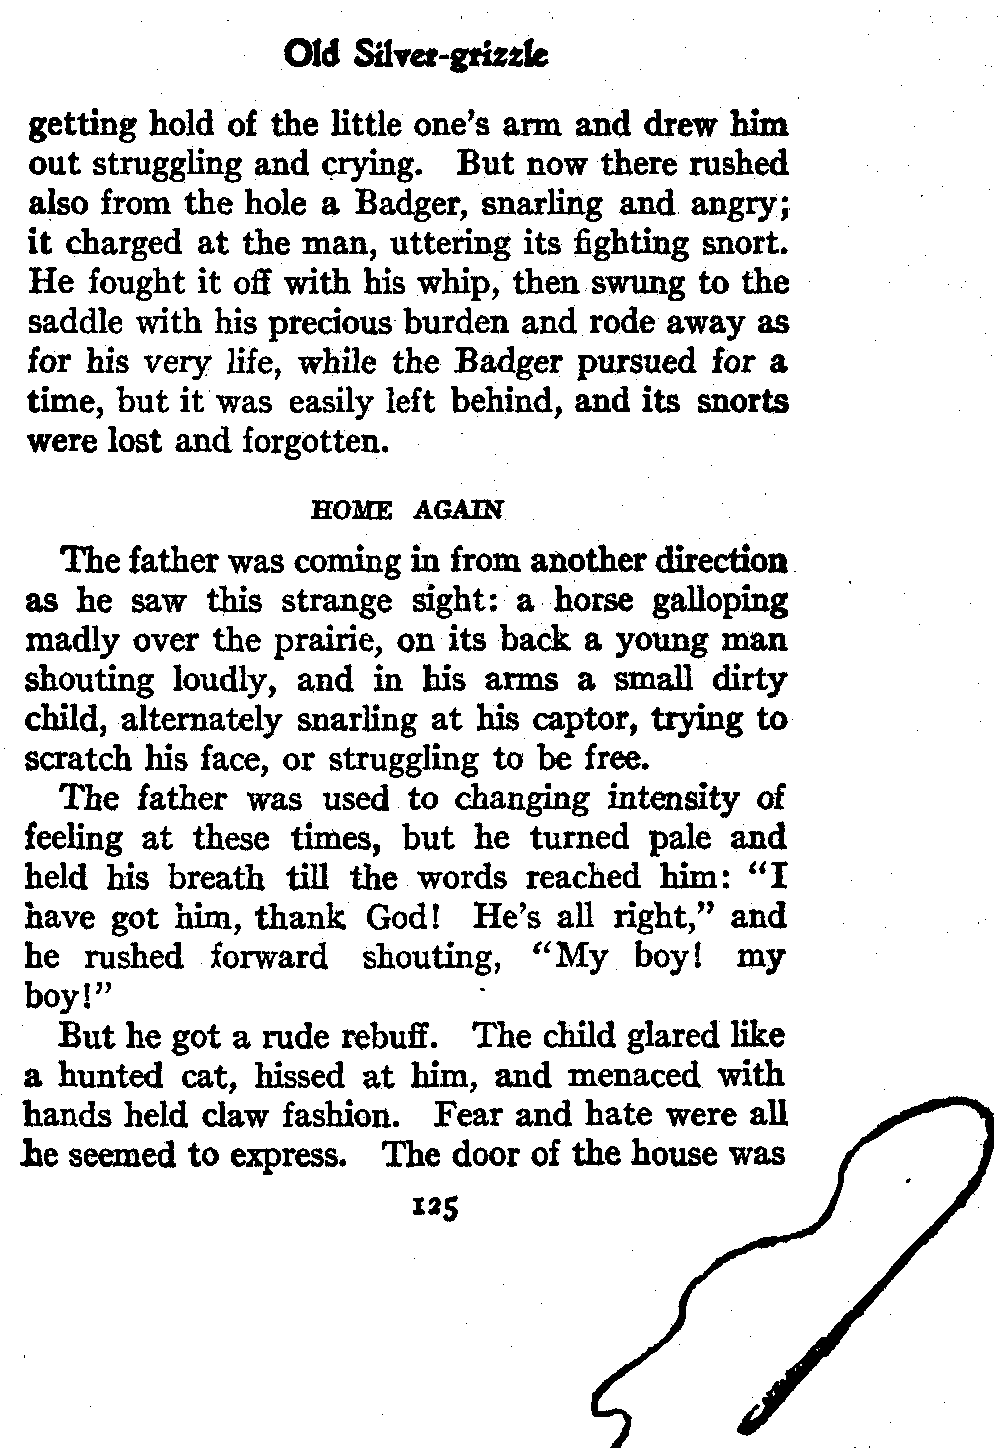 Old Silver-grizzle
getting hold of the little one's arm and drew him
out struggling and crying. But now there rushed
also from the hole a Badger, snarling and angry;
it charged at the man, uttering its fighting snort.
He fought it off with his whip, then swung to the
saddle with his precious burden and rode away as
for his very life, while the Badger pursued for a
time, but it was easily left behind, and its snorts
were lost and forgotten.
HOME AGAIN
The father was coming in from another direction
as he saw this strange sight: a horse galloping
madly over the prairie, on its back a young man
shouting loudly, and in his arms a small dirty
child, alternately snarling at his captor, trying to
scratch his face, or struggling to be free.
The father was used to changing intensity of
feeling at these times, but he turned pale and
held his breath till the words reached him: "I
have got him, thank God! He's all right," and
he rushed forward shouting, "My boy! my
boy!"
But he got a rude rebuff. The child glared like
a hunted cat, hissed at him, and menaced with
hands held claw fashion. Fear and hate were all
he seemed to express. The door of the house was
125